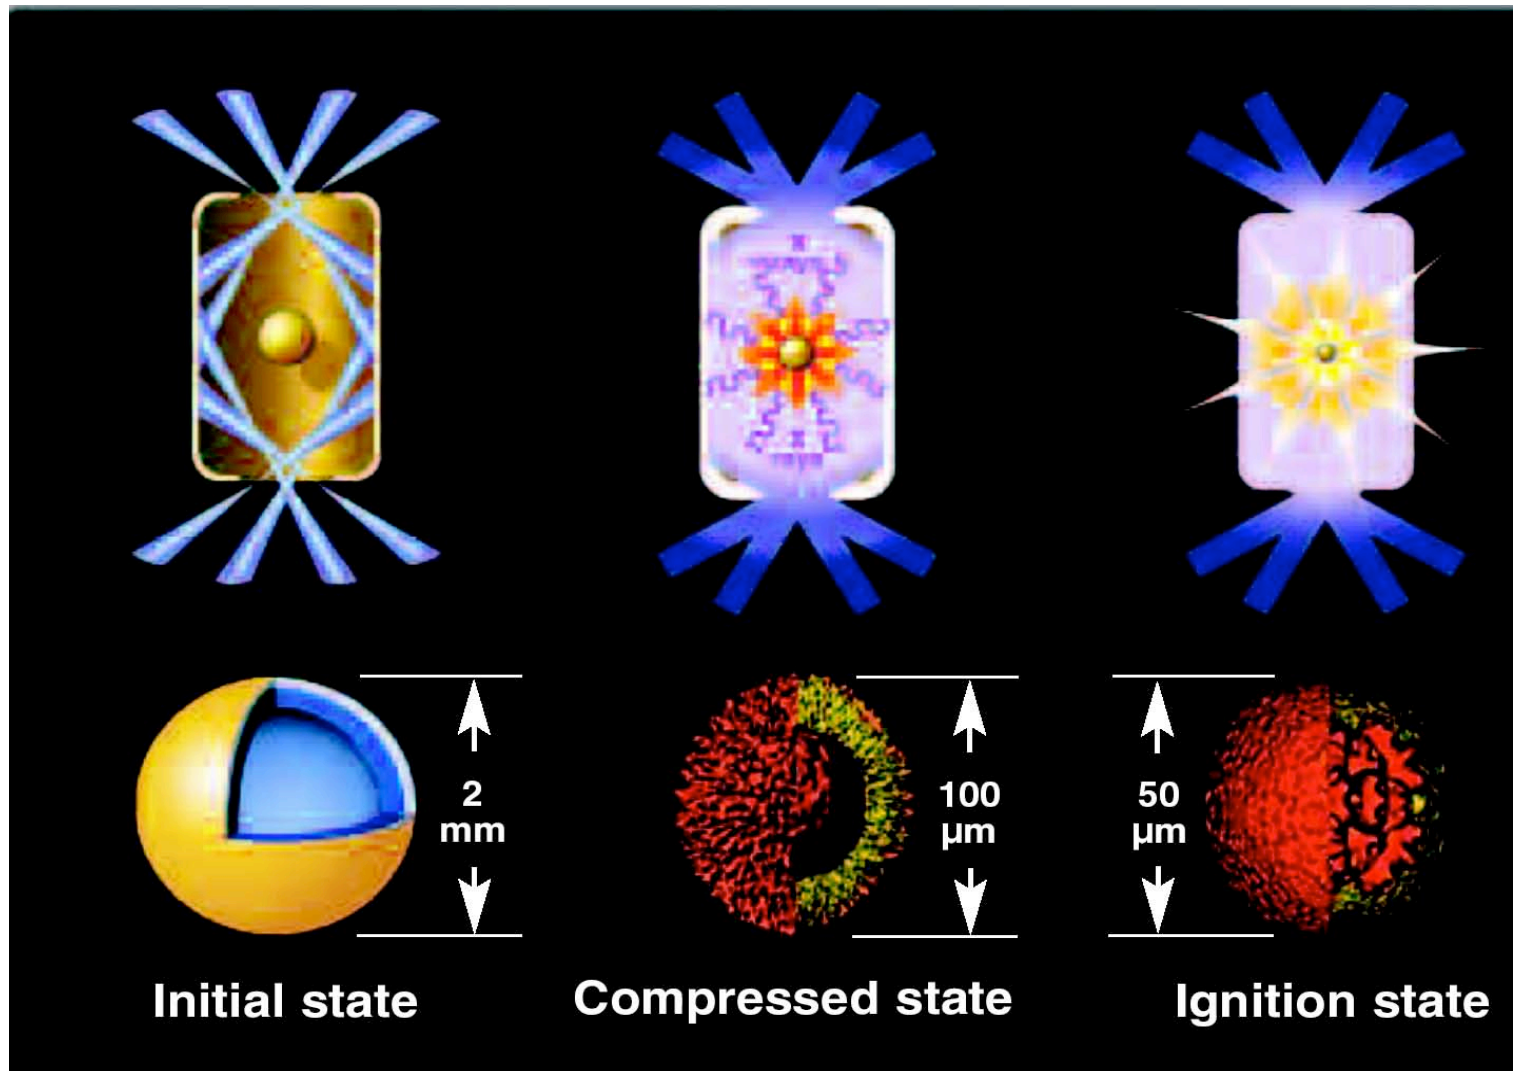 2
mm
100
µm
50
µm
Initial state
Compressed state
Ignition state